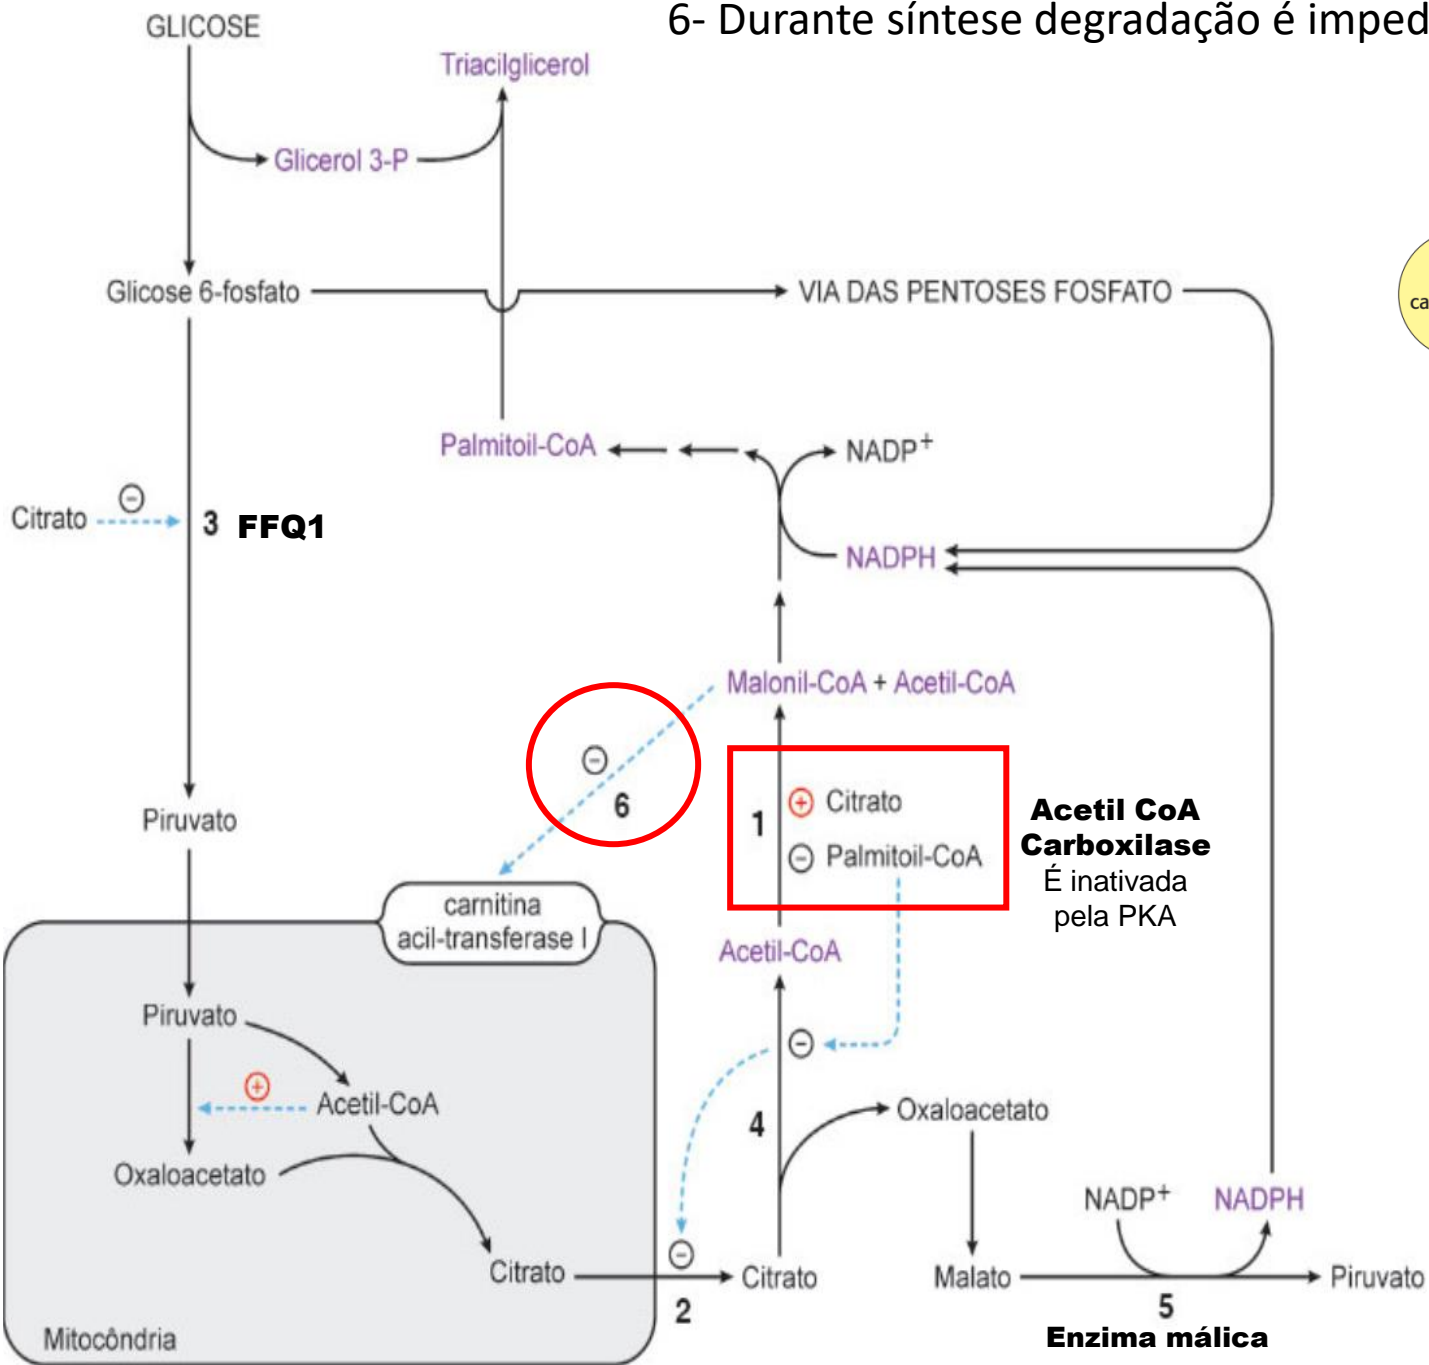 6- Durante síntese degradação é imped
GLICOSE
Triacilglicerol
Glicerol 3-P
Glicose 6-fosfato
VIA DAS PENTOSES FOSFATO
ca
Palmitoil-CoA
NADP+
Citrato
-
3 FFQ1
NADPH
Malonil-CoA + Acetil-CoA
-
6
1
+ Citrato
- Palmitoil-CoA
Acetil CoA
Carboxilase
É inativada
pela PKA
Piruvato
carnitina
acil-transferase I
Acetil-CoA
Piruvato
-
+
Acetil-CoA
4
Oxaloacetato
Oxaloacetato
NADP+
NADPH
-
Citrato
2
Citrato
Malato
5
Piruvato
Enzima málica
Mitocôndria